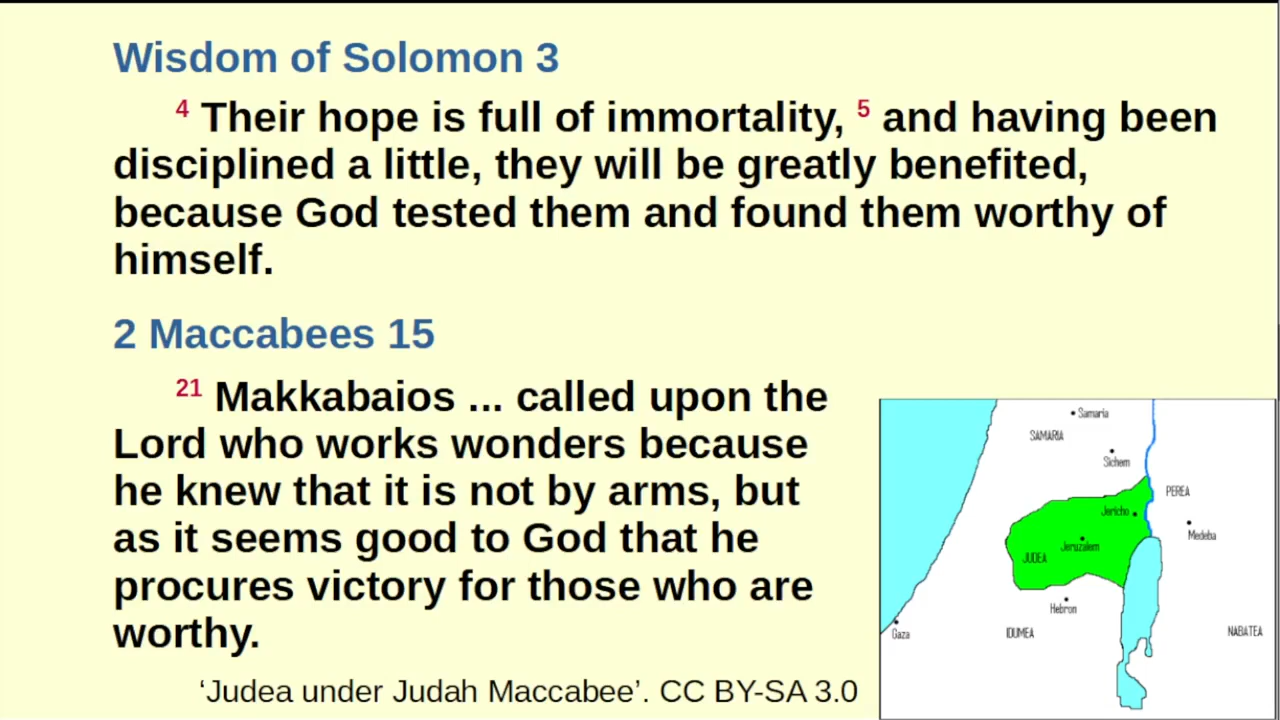 Wisdom of Solomon 3
4 Their hope is full of immortality, 5 and having been
disciplined a little, they will be greatly benefited,
because God tested them and found them worthy of
himself.
2 Maccabees 15
21 Makkabaios ... called upon the
Lord who works wonders because
he knew that it is not by arms, but
as it seems good to God that he
procures victory for those who are
worthy.
‘Judea under Judah Maccabee’. CC BY-SA 3.0
Samaria
SAMARIA
Sichem
PEREA
Jericho
Medeba
Jeruzalem
JUDEA
Hebron
Gaza
IDUMEA
NABATEA